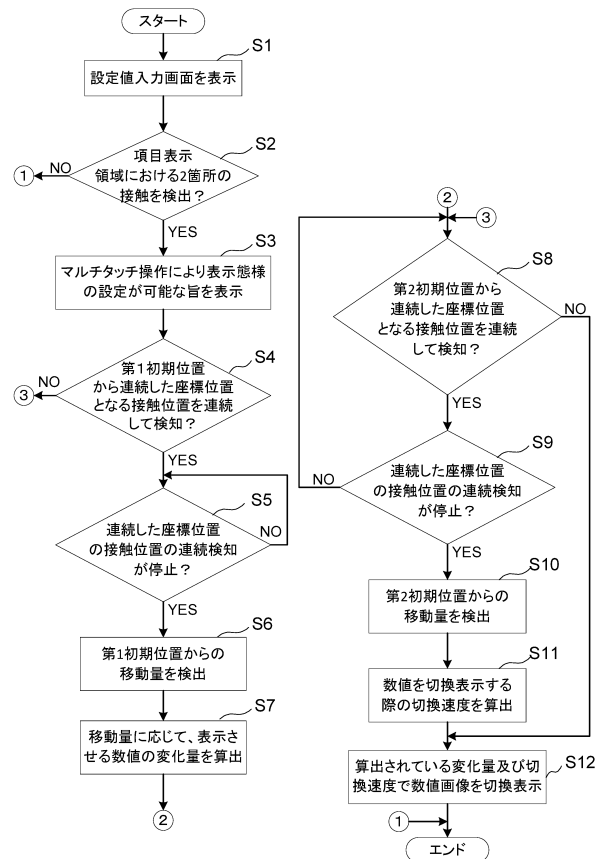 スタート
S1
設定値入力画面を表示
S2
項目表示
領域における2箇所の
接触を検出？
NO
①
YES
S3
マルチタッチ操作により表示態様
の設定が可能な旨を表示
S4
第1初期位置
から連続した座標位置
となる接触位置を連続
して検知？
NO
③
YES
S5
連続した座標位置
の接触位置の連続検知
が停止？
NO
YES
S6
第1初期位置からの
移動量を検出
S7
移動量に応じて、表示さ
せる数値の変化量を算出
②
②
③
S8
第2初期位置から
連続した座標位置
となる接触位置を連続
して検知？
NO
YES
S9
連続した座標位置
の接触位置の連続検知
が停止？
NO
YES
S10
第2初期位置からの
移動量を検出
S11
数値を切換表示する
際の切換速度を算出
S12
算出されている変化量及び切
換速度で数値画像を切換表示
①
エンド